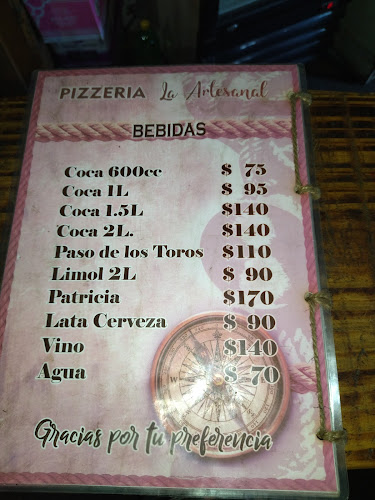 PIZZERIA La Artesanal
BEBIDAS
Coca 600cc $ 75
Coca 1L $ 95
Coca 1.5L $140
Coca 2L. $140
Paso de los Toros $110
Limol 2L $ 90
Patricia $170
Lata Cerveza $ 90
Vino $140
Agua $ 70
Gracias por tu preferencia